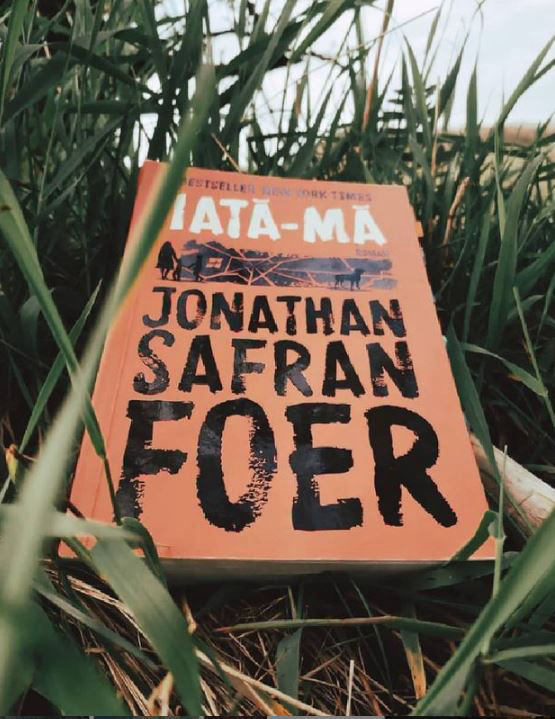 BESTSELLER NEW YORK TIMES
IATĂ-MĂ
ROMAN
JONATHAN
SAFRAN
FOER